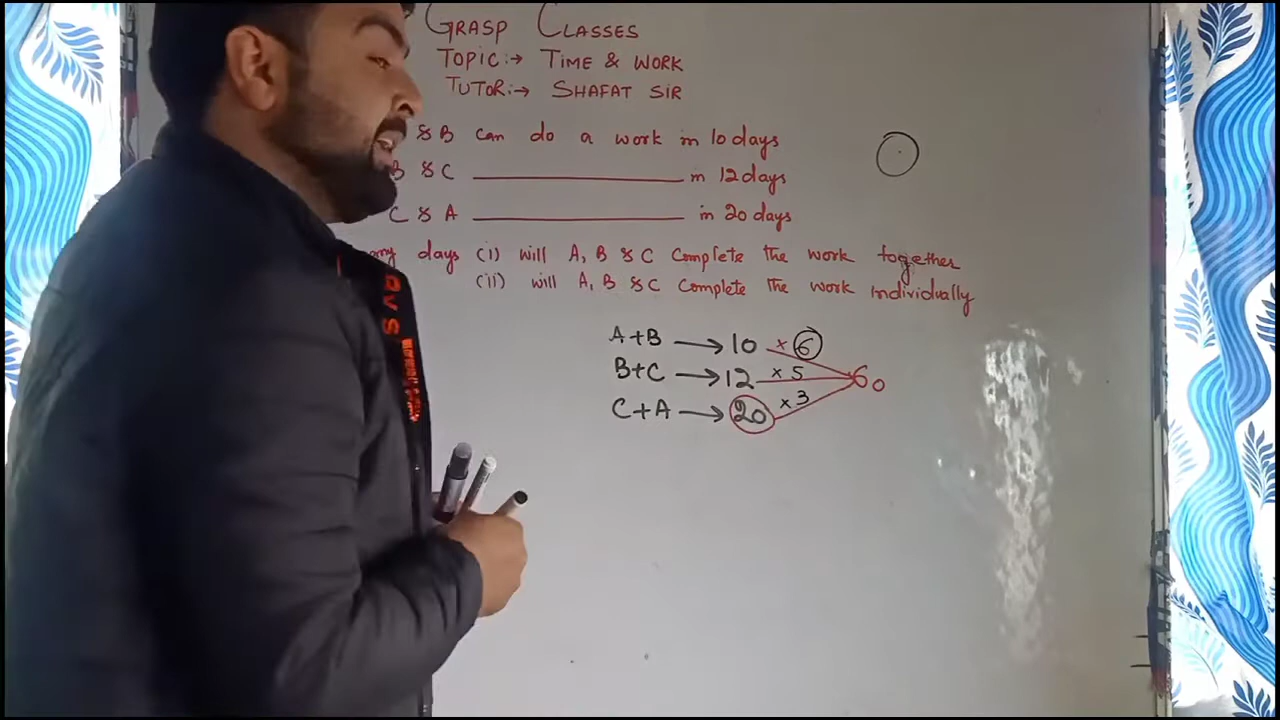 GRASP CLASSES
TOPIC:→ TIME & WORK
TUTOR:→ SHAFAT SIR
& B can do a work in 10 days
B & C ______ in 12 days
C & A ______ in 20 days
days (i) will A, B & C complete the work together
(ii) will A, B & C complete the work individually
A+B → 10 × 6
B+C → 12 × 5 60
C+A → 20 × 3